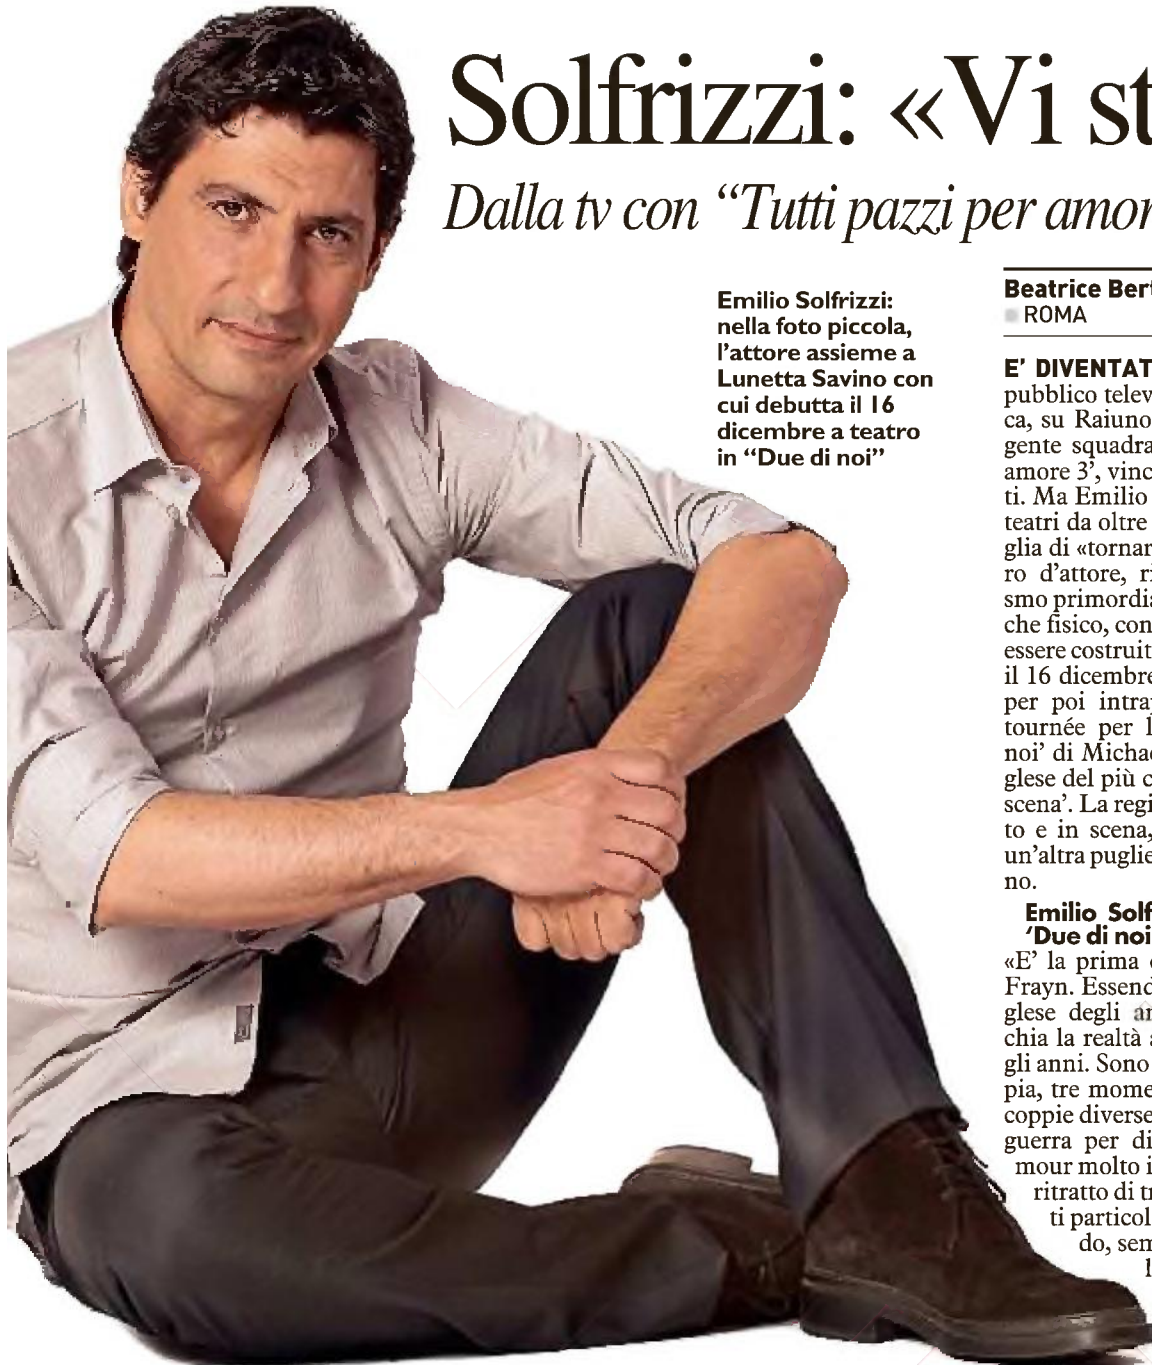 Solfrizzi: «Vi st
Dalla tv con “Tutti pazzi per amor
Emilio Solfrizzi:
nella foto piccola,
l’attore assieme a
Lunetta Savino con
cui debutta il 16
dicembre a teatro
in “Due di noi”
Beatrice Bert
ROMA
E’ DIVENTAT
pubblico telev
ca, su Raiuno
gente squadra
amore 3’, vinc
ti. Ma Emilio
teatri da oltre
glia di «tornar
ro d’attore, ri
smo primordia
che fisico, con
essere costruit
il 16 dicembre
per poi intra
tournée per l
noi’ di Michae
glese del più c
scena’. La regi
to e in scena,
un’altra puglie
no.
Emilio Solf
‘Due di noi
«E’ la prima
Frayn. Essend
glese degli an
chia la realtà a
gli anni. Sono
pia, tre mome
coppie diverse
guerra per di
mour molto i
ritratto di tr
ti particol
do, sem